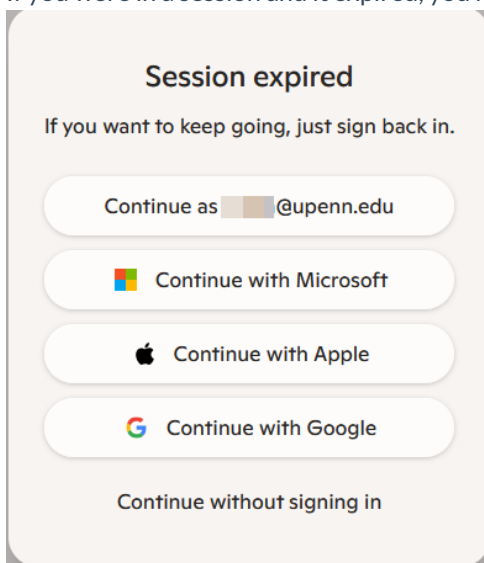 Session expired
If you want to keep going, just sign back in.
Continue as @upenn.edu
Continue with Microsoft
Continue with Apple
Continue with Google
Continue without signing in